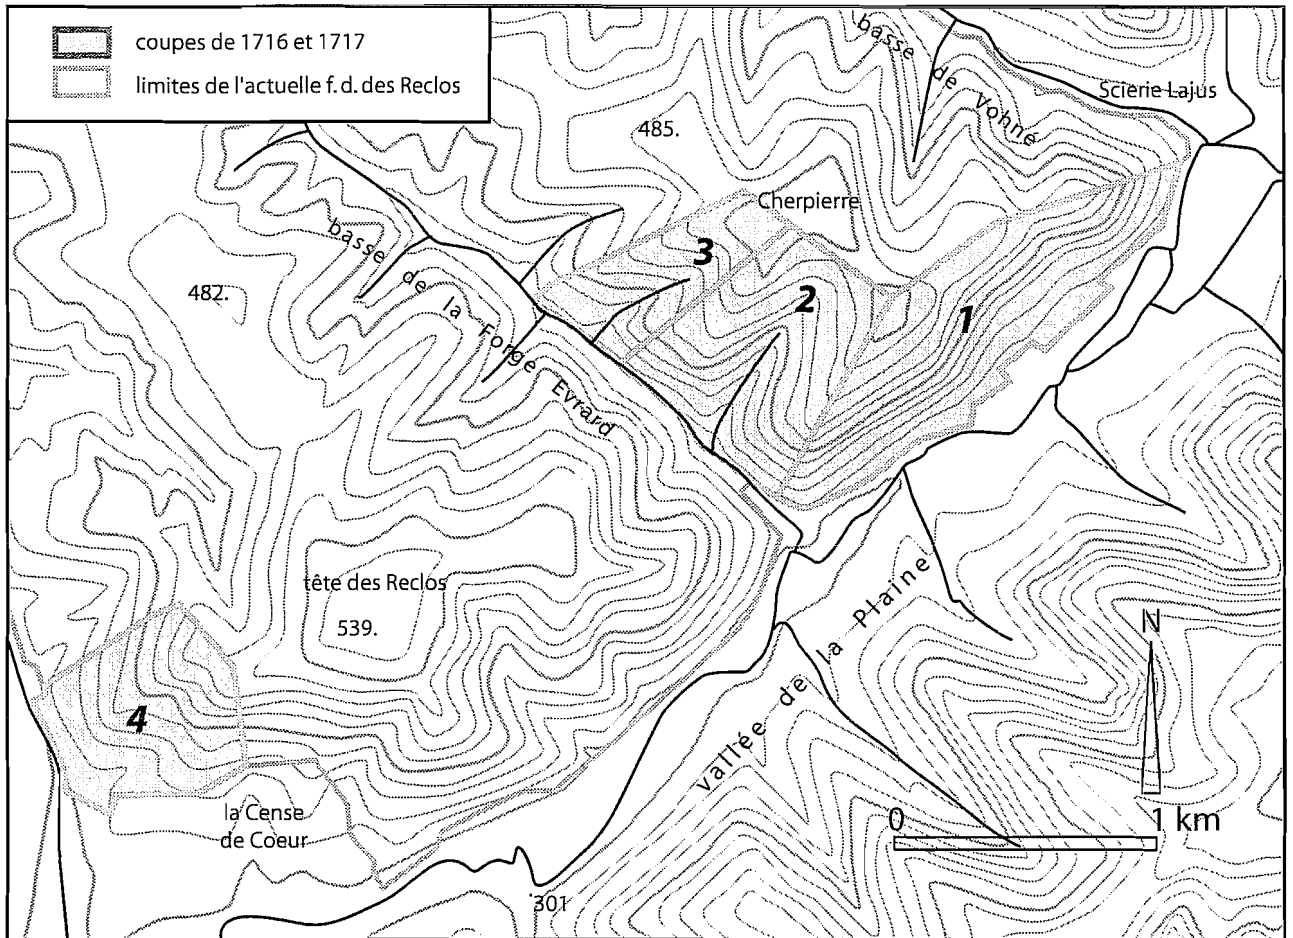 coupes de 1716 et 1717
limites de l'actuelle f.d. des Reclos
basse de Vohné
Scierie Lajus
485.
Cherpierre
3
basse de la Forge Evrard
482.
2
1
tête des Reclos
539.
vallée de la Plaine
N
4
la Cense
de Coeur
0 1 km
301